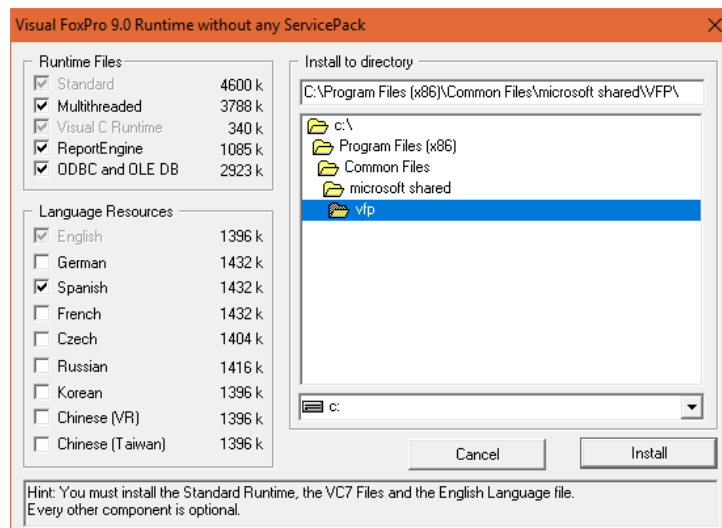 Visual FoxPro 9.0 Runtime without any ServicePack
Runtime Files
Standard 4600 k
Multithreaded 3788 k
Visual C Runtime 340 k
ReportEngine 1085 k
ODBC and OLE DB 2923 k
Language Resources
English 1396 k
German 1432 k
Spanish 1432 k
French 1432 k
Czech 1404 k
Russian 1416 k
Korean 1396 k
Chinese (VR) 1396 k
Chinese (Taiwan) 1396 k
Install to directory
C:\Program Files (x86)\Common Files\microsoft shared\VFP\
c:\
Program Files (x86)
Common Files
microsoft shared
vfp
c:
Cancel Install
Hint: You must install the Standard Runtime, the VC7 Files and the English Language file.
Every other component is optional.